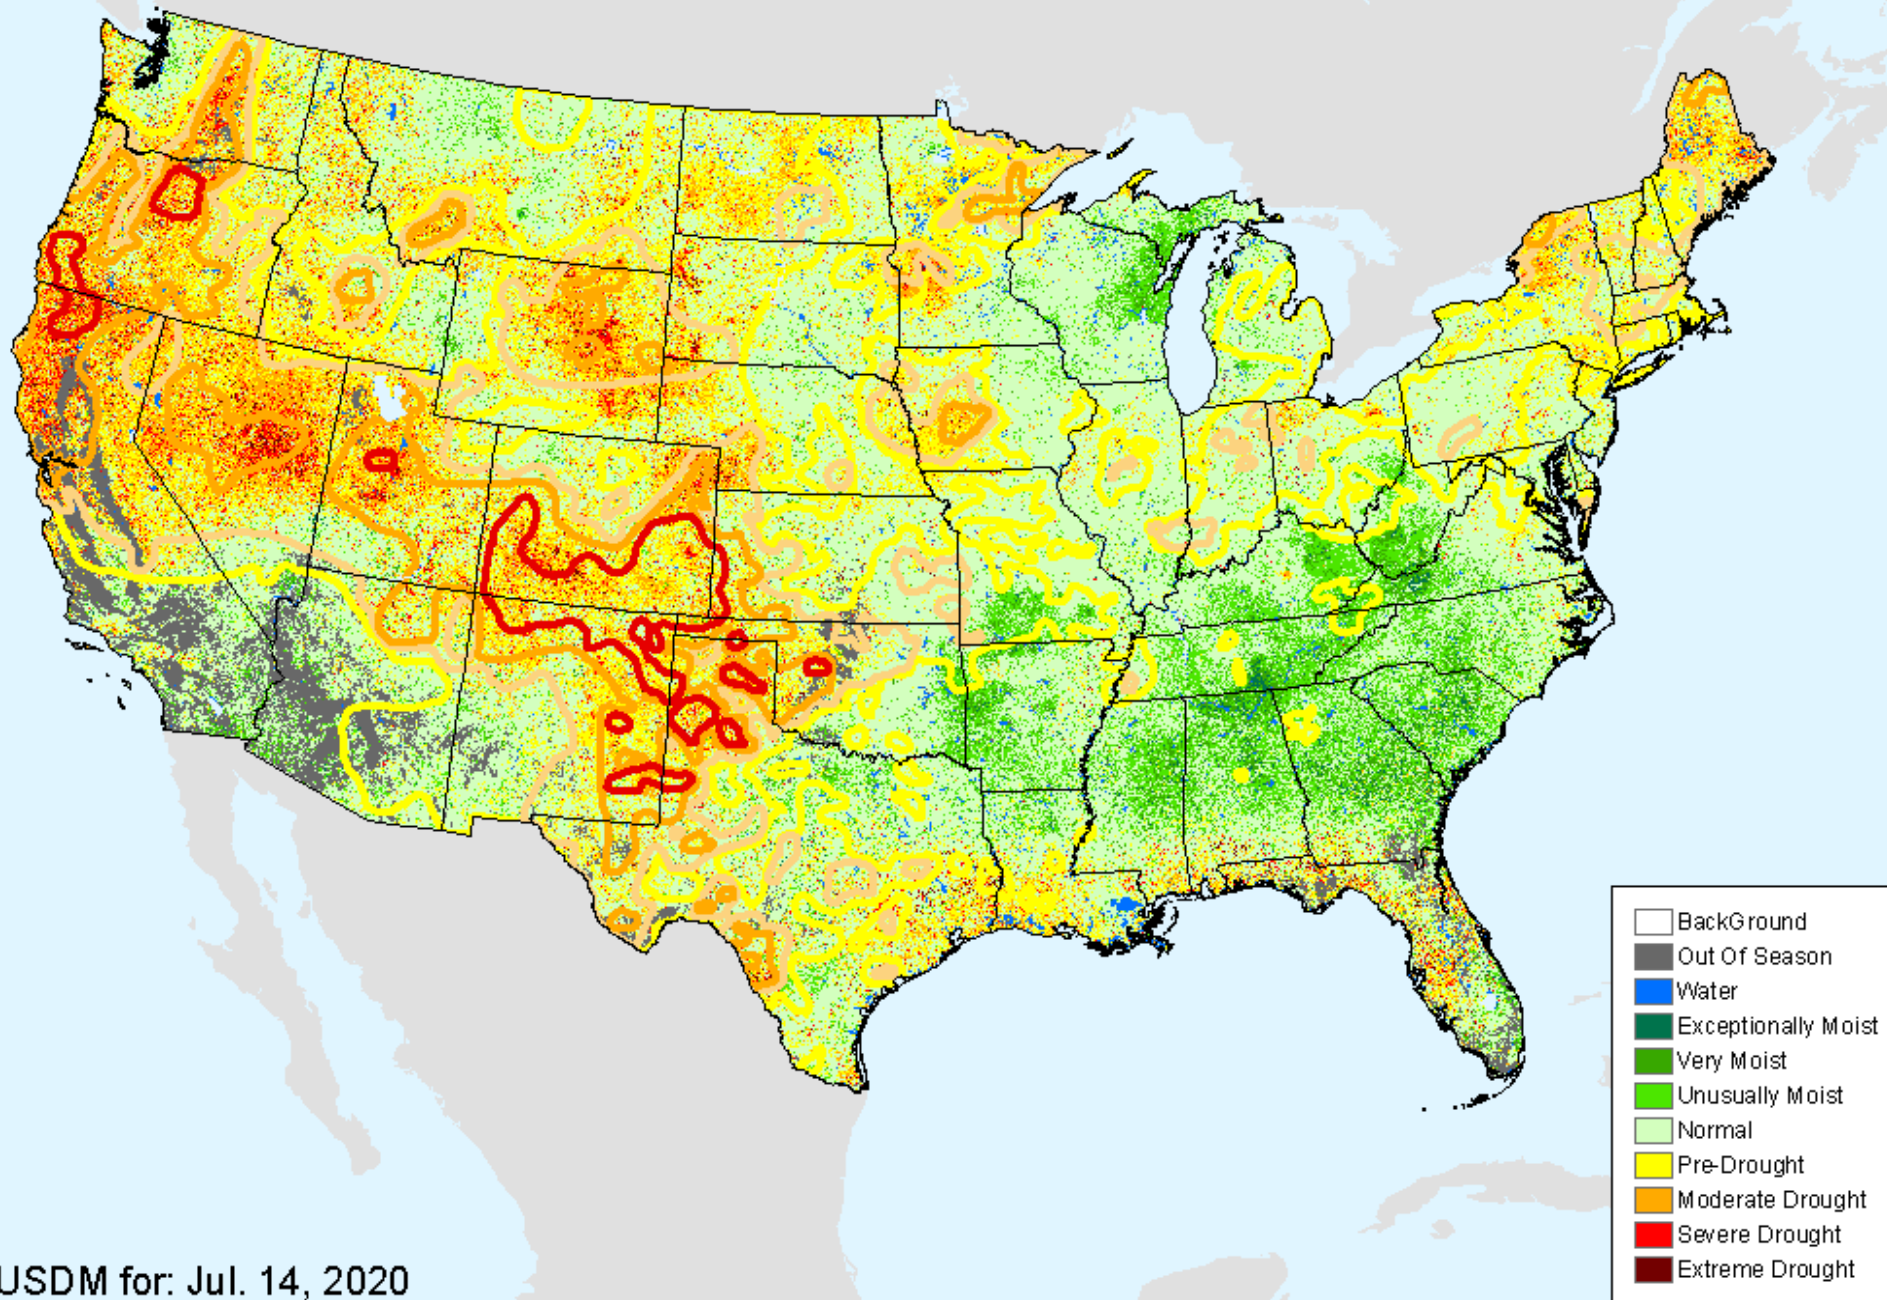 BackGround
Out Of Season
Water
Exceptionally Moist
Very Moist
Unusually Moist
Normal
Pre-Drought
Moderate Drought
Severe Drought
Extreme Drought
USDM for: Jul. 14, 2020